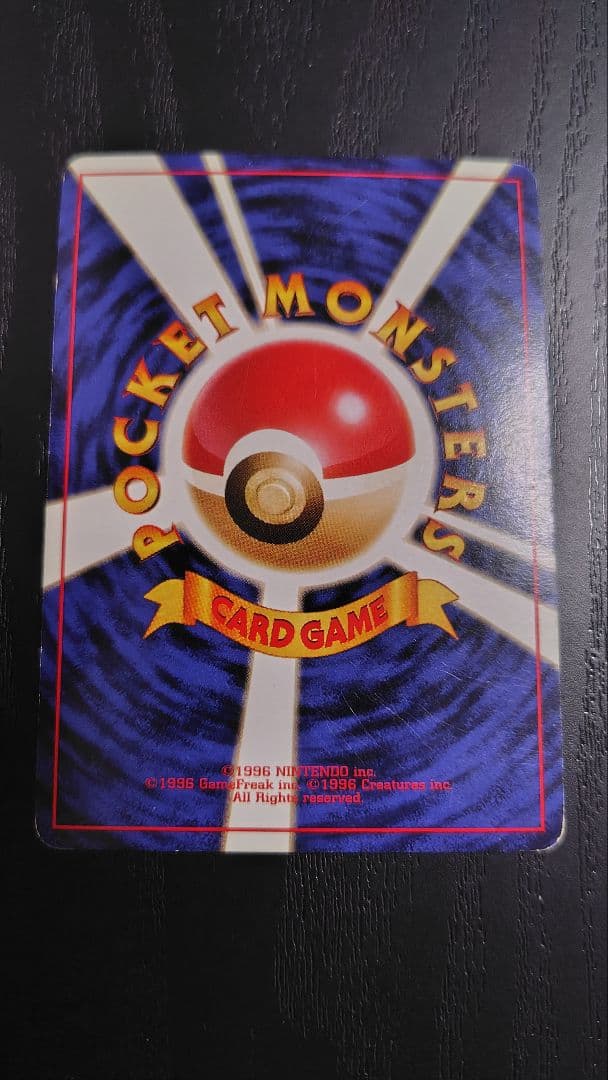 POCKET MONSTERS
CARD GAME
©1996 NINTENDO inc.
©1996 GameFreak inc. ©1996 Creatures inc.
All Rights reserved.